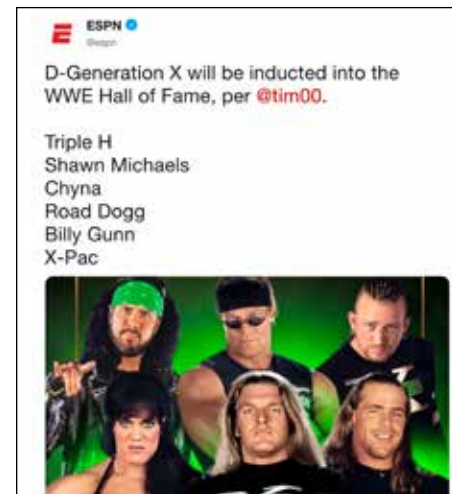 ESPN
@espn
D-Generation X will be inducted into the
WWE Hall of Fame, per @tim00.
Triple H
Shawn Michaels
Chyna
Road Dogg
Billy Gunn
X-Pac